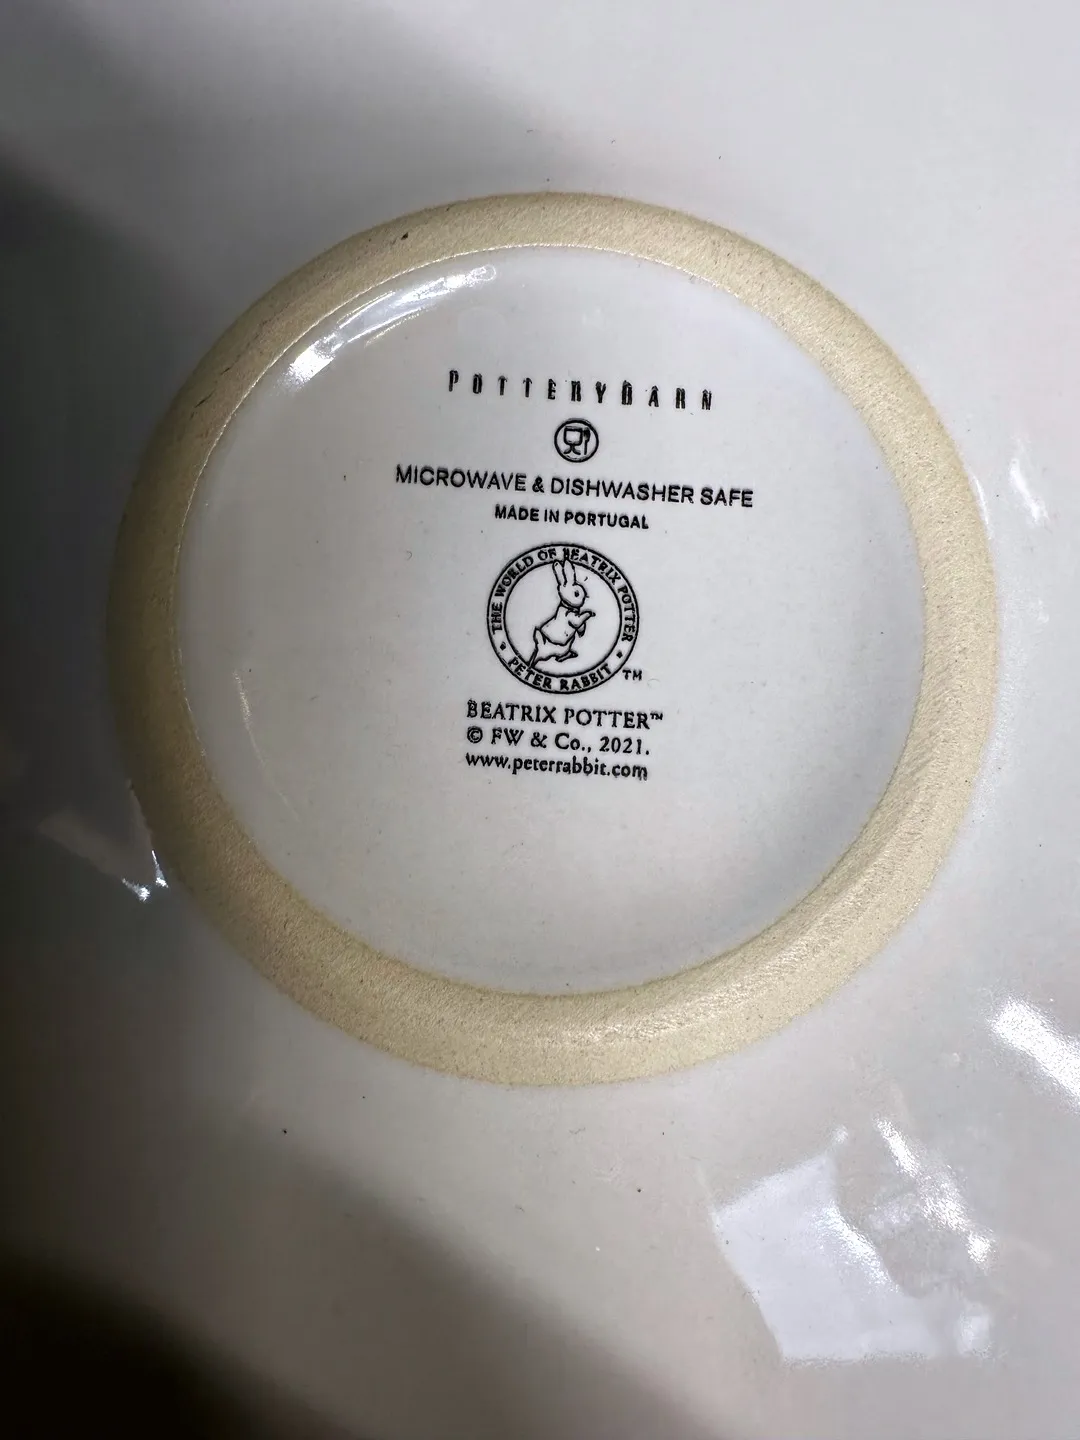 POTTERYBARN
MICROWAVE & DISHWASHER SAFE
MADE IN PORTUGAL
THE WORLD OF BEATRIX POTTER
• PETER RABBIT •
TM
BEATRIX POTTER™
© FW & Co., 2021.
www.peterrabbit.com